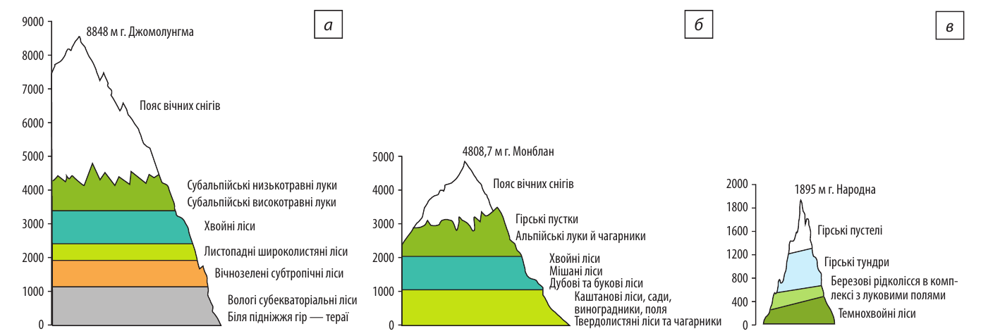 а
9000
8848 м г. Джомолунгма
8000
7000
Пояс вічних снігів
6000
5000
4000
Субальпійські низькотравні луки
Субальпійські високотравні луки
3000
Хвойні ліси
2000
Листопадні широколистяні ліси
Вічнозелені субтропічні ліси
1000
Вологі субекваторіальні ліси
Біля підніжжя гір — тераї
0
б
5000
4808,7 м г. Монблан
4000
Пояс вічних снігів
3000
Гірські пустки
Альпійські луки й чагарники
2000
Хвойні ліси
Мішані ліси
Дубові та букові ліси
1000
Каштанові ліси, сади,
виноградники, поля
Твердолистяні ліси та чагарники
0
в
2000
1895 м г. Народна
1800
1600
Гірські пустелі
1200
Гірські тундри
800
Березові рідколісся в комп-
лексі з луковими полями
400
Темнохвойні ліси
0